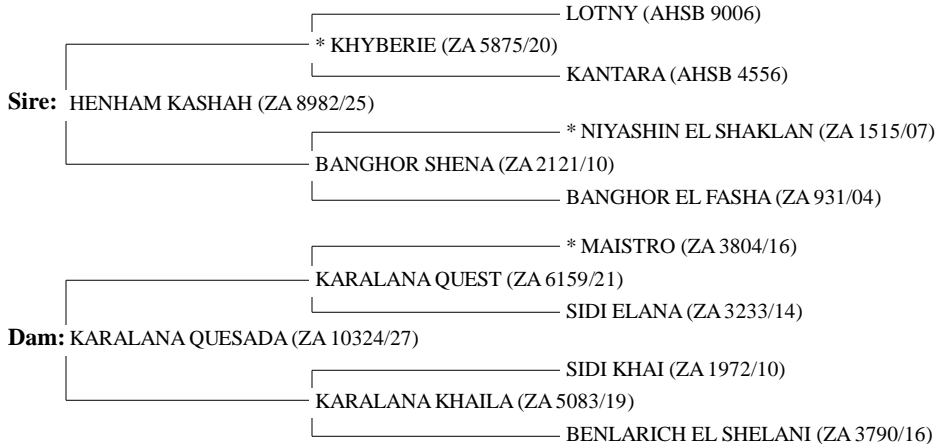 LOTNY (AHSB 9006)
* KHYBERIE (ZA 5875/20)
KANTARA (AHSB 4556)
Sire: HENHAM KASHAH (ZA 8982/25)
* NIYASHIN EL SHAKLAN (ZA 1515/07)
BANGHOR SHENA (ZA 2121/10)
BANGHOR EL FASHA (ZA 931/04)
* MAISTRO (ZA 3804/16)
KARALANA QUEST (ZA 6159/21)
SIDI ELANA (ZA 3233/14)
Dam: KARALANA QUESADA (ZA 10324/27)
SIDI KHAI (ZA 1972/10)
KARALANA KHAILA (ZA 5083/19)
BENLARICH EL SHELANI (ZA 3790/16)